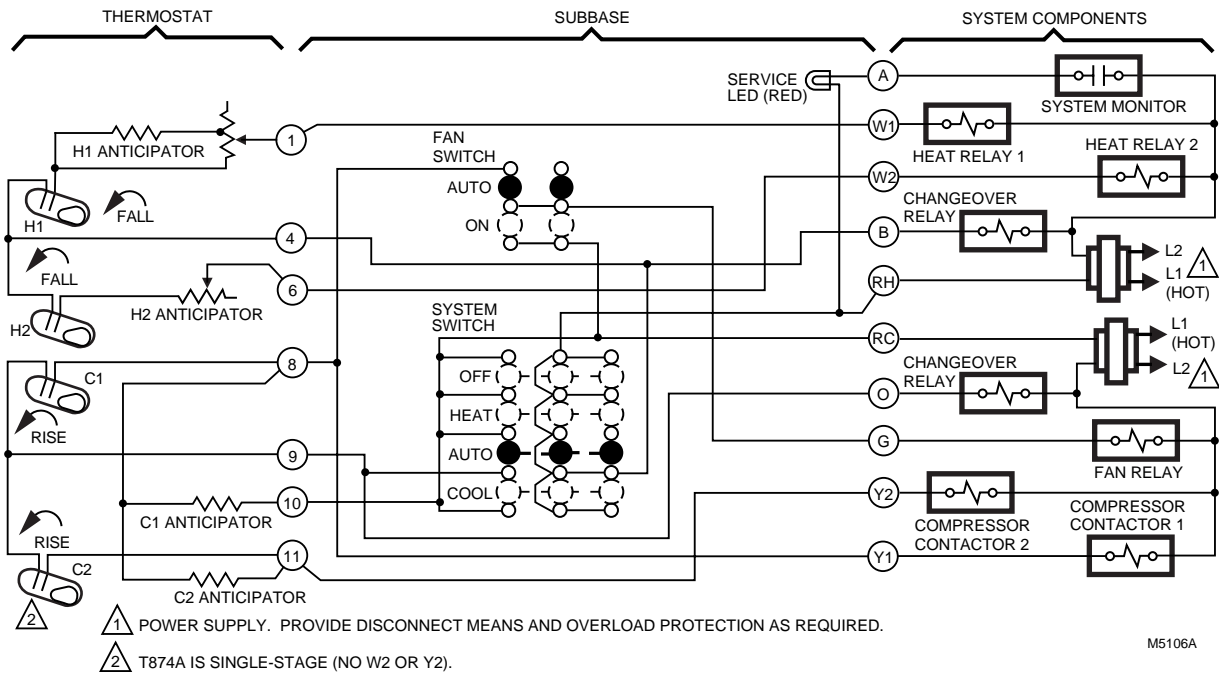 THERMOSTAT
SUBBASE
SYSTEM COMPONENTS
SERVICE
LED (RED)
A
SYSTEM MONITOR
1
H1 ANTICIPATOR
FAN
SWITCH
W1
HEAT RELAY 1
HEAT RELAY 2
H1
FALL
AUTO
W2
CHANGEOVER
RELAY
4
ON
B
L2
1
L1
(HOT)
FALL
6
RH
H2
H2 ANTICIPATOR
SYSTEM
SWITCH
RC
L1
(HOT)
L2
1
8
C1
OFF
CHANGEOVER
RELAY
O
RISE
HEAT
9
AUTO
G
FAN RELAY
10
C1 ANTICIPATOR
COOL
Y2
COMPRESSOR
CONTACTOR 2
COMPRESSOR
CONTACTOR 1
RISE
11
Y1
C2
C2 ANTICIPATOR
2
1 POWER SUPPLY. PROVIDE DISCONNECT MEANS AND OVERLOAD PROTECTION AS REQUIRED.
2 T874A IS SINGLE-STAGE (NO W2 OR Y2).
M5106A